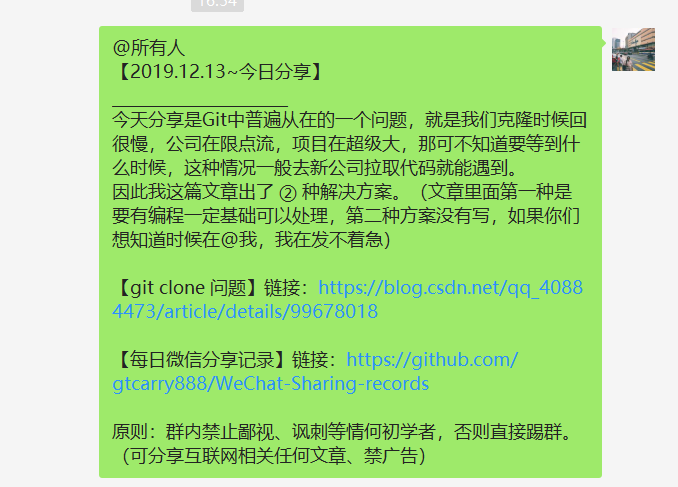 16:54
@所有人
【2019.12.13~今日分享】
____________________
今天分享是Git中普遍从在的一个问题，就是我们克隆时候回
很慢，公司在限点流，项目在超级大，那可不知道要等到什
么时候，这种情况一般去新公司拉取代码就能遇到。
因此我这篇文章出了 ② 种解决方案。（文章里面第一种是
要有编程一定基础可以处理，第二种方案没有写，如果你们
想知道时候在@我，我在发不着急）
【git clone 问题】链接：https://blog.csdn.net/qq_4088
4473/article/details/99678018
【每日微信分享记录】链接：https://github.com/
gtcarry888/WeChat-Sharing-records
原则：群内禁止鄙视、讽刺等情何初学者，否则直接踢群。
（可分享互联网相关任何文章、禁广告）